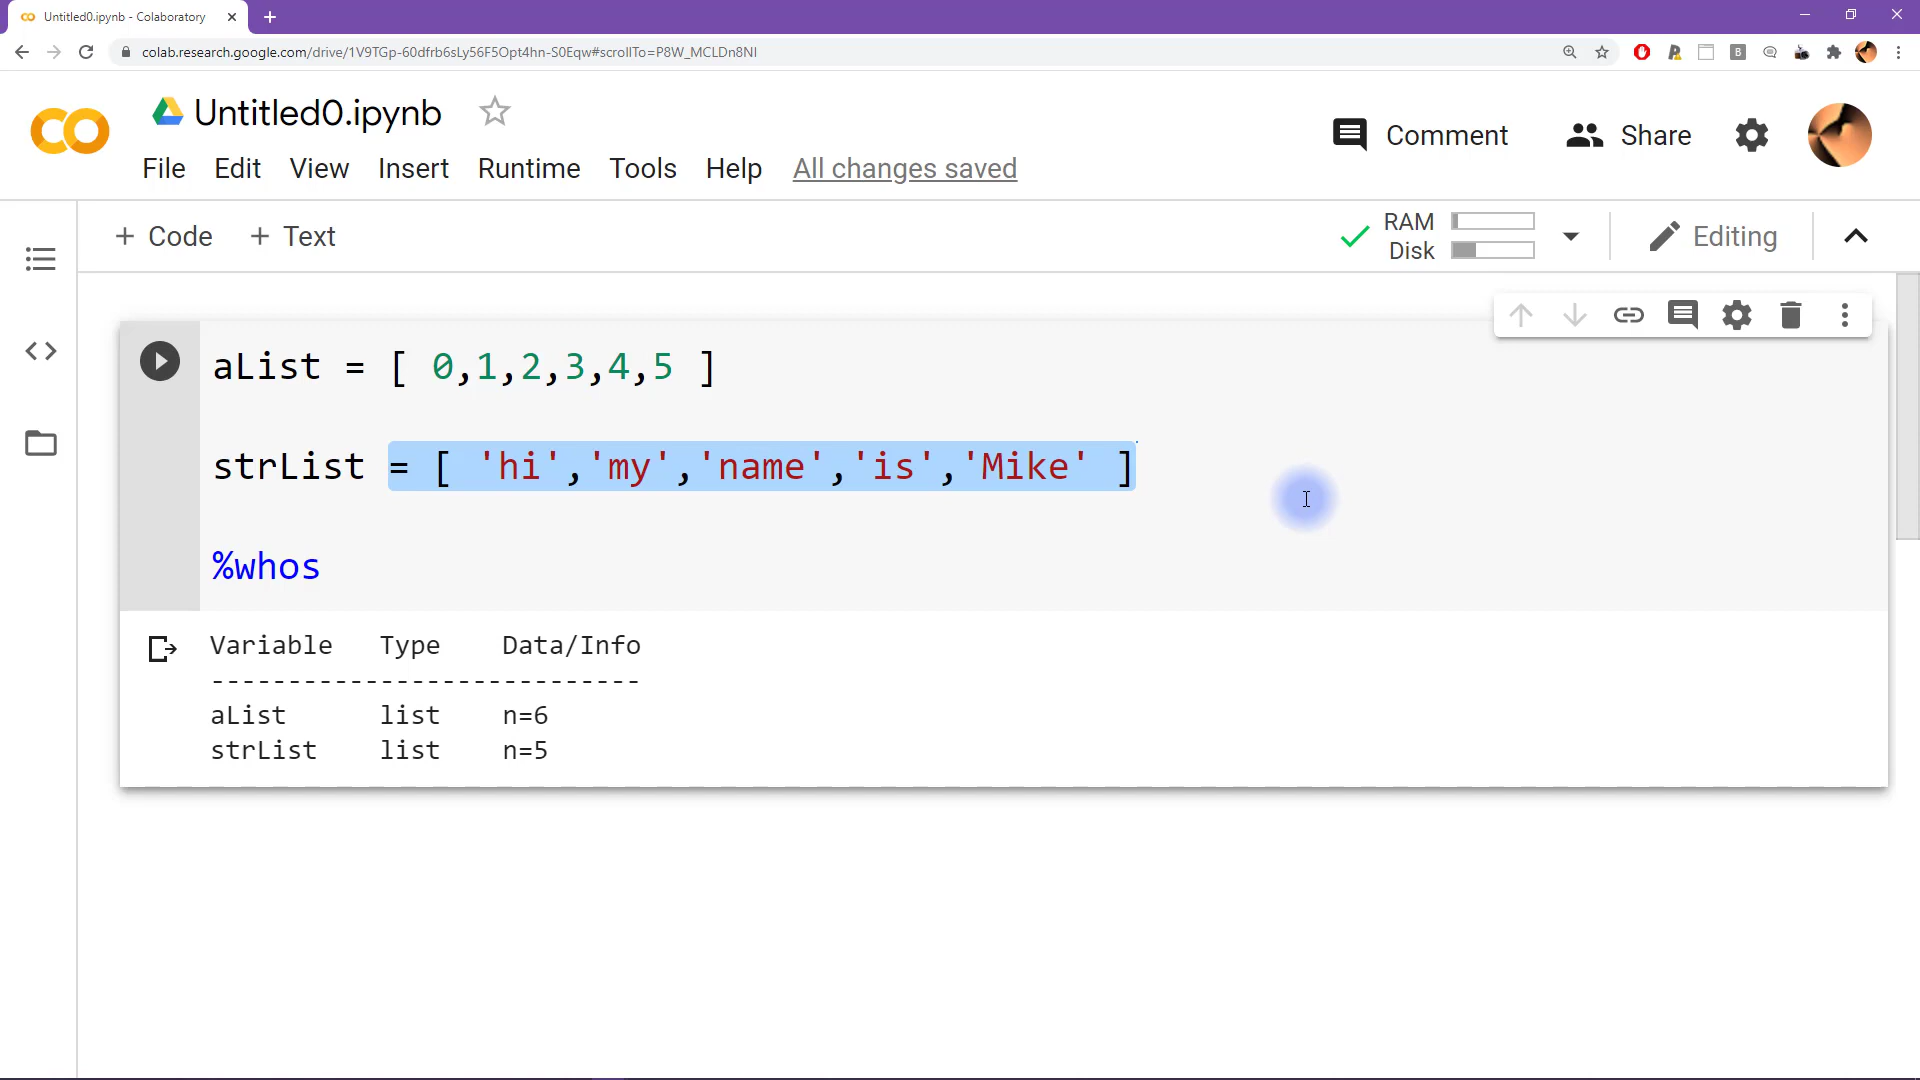 Untitled0.ipynb - Colaboratory
colab.research.google.com/drive/1V9TGp-60dfrb6sLy56F5Opt4hn-S0Eqw#scrollTo=P8W_MCLDn8NI
Untitled0.ipynb
Comment
Share
File Edit View Insert Runtime Tools Help All changes saved
+ Code + Text
RAM
Disk
Editing
aList = [ 0,1,2,3,4,5 ]
strList = [ 'hi','my','name','is','Mike' ]
%whos
Variable Type Data/Info
----------------------------
aList list n=6
strList list n=5